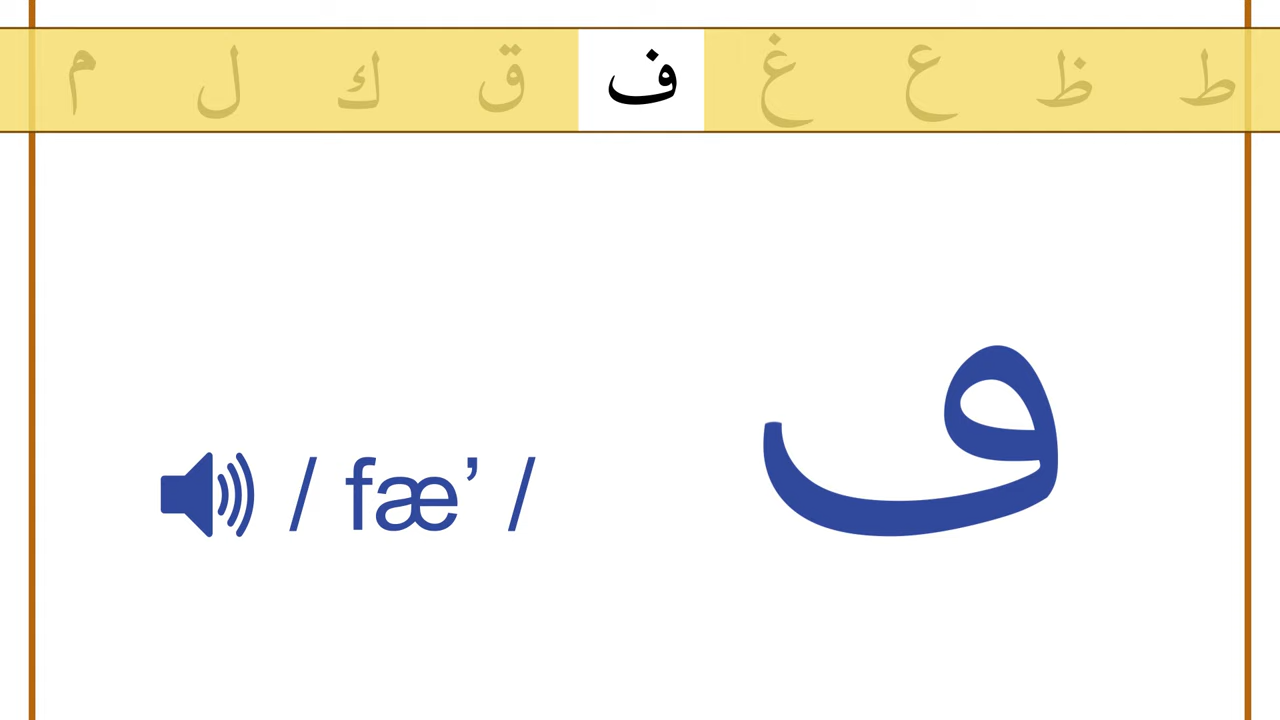 ط ظ ع غ ف ق ك ل م
/ fæ’ / ڡ